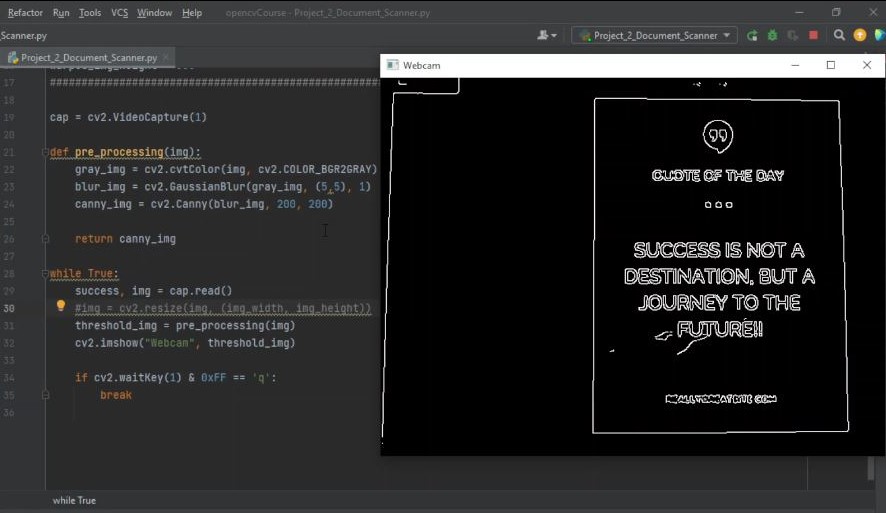 Refactor Run Tools VCS Window Help opencvCourse - Project_2_Document_Scanner.py
Scanner.py
Project_2_Document_Scanner
Project_2_Document_Scanner.py
17 ####################################################
18
19 cap = cv2.VideoCapture(1)
20
21 def pre_processing(img):
22 gray_img = cv2.cvtColor(img, cv2.COLOR_BGR2GRAY)
23 blur_img = cv2.GaussianBlur(gray_img, (5,5), 1)
24 canny_img = cv2.Canny(blur_img, 200, 200)
25
26 return canny_img
27
28 while True:
29 success, img = cap.read()
30 #img = cv2.resize(img, (img_width, img_height))
31 threshold_img = pre_processing(img)
32 cv2.imshow("Webcam", threshold_img)
33
34 if cv2.waitKey(1) & 0xFF == 'q':
35 break
36
while True
Webcam
QUOTE OF THE DAY
SUCCESS IS NOT A
DESTINATION, BUT A
JOURNEY TO THE
FUTURE!!